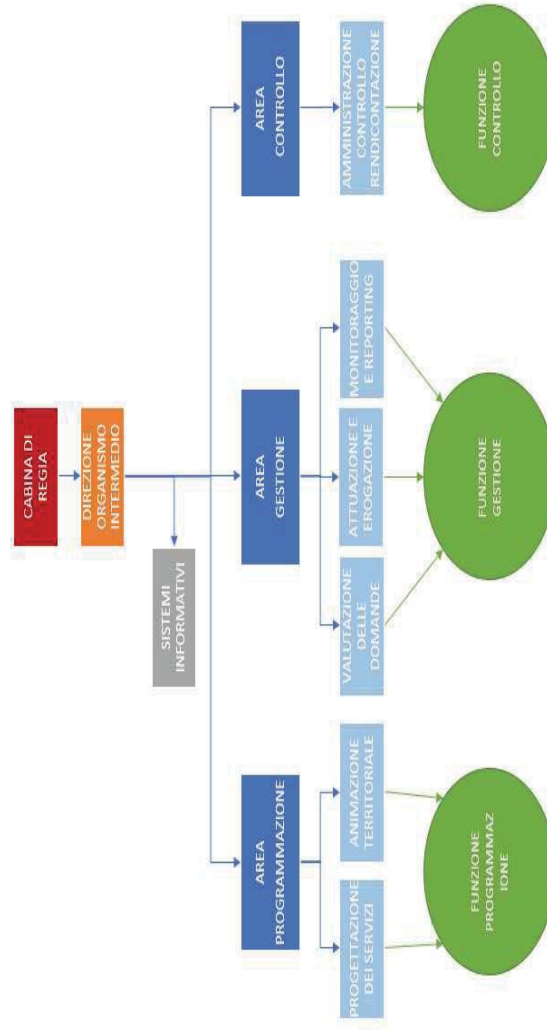 CABINA DI
REGIA
DIREZIONE
ORGANISMO
INTERMEDIO
SISTEMI
INFORMATIVI
AREA
PROGRAMMAZIONE
AREA
GESTIONE
AREA
CONTROLLO
PROGETTAZIONE
DEI SERVIZI
ANIMAZIONE
TERRITORIALE
VALUTAZIONE
DELLE
DOMANDE
ATTUAZIONE E
EROGAZIONE
MONITORAGGIO
E REPORTING
AMMINISTRAZIONE
CONTROLLO
RENDICONTAZIONE
FUNZIONE
PROGRAMMAZ
IONE
FUNZIONE
GESTIONE
FUNZIONE
CONTROLLO